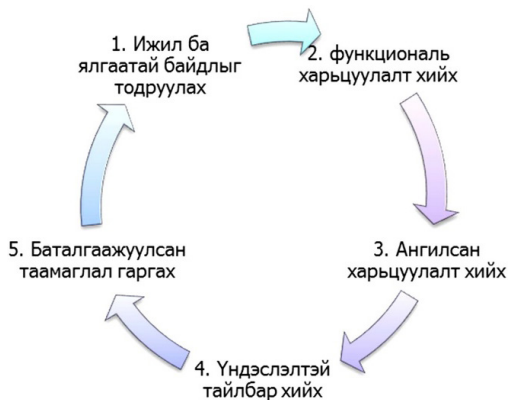 1. Ижил ба
ялгаатай байдлыг
тодруулах
2. функциональ
харьцуулалт хийх
3. Ангилсан
харьцуулалт хийх
4. Үндэслэлтэй
тайлбар хийх
5. Баталгаажуулсан
таамаглал гаргах